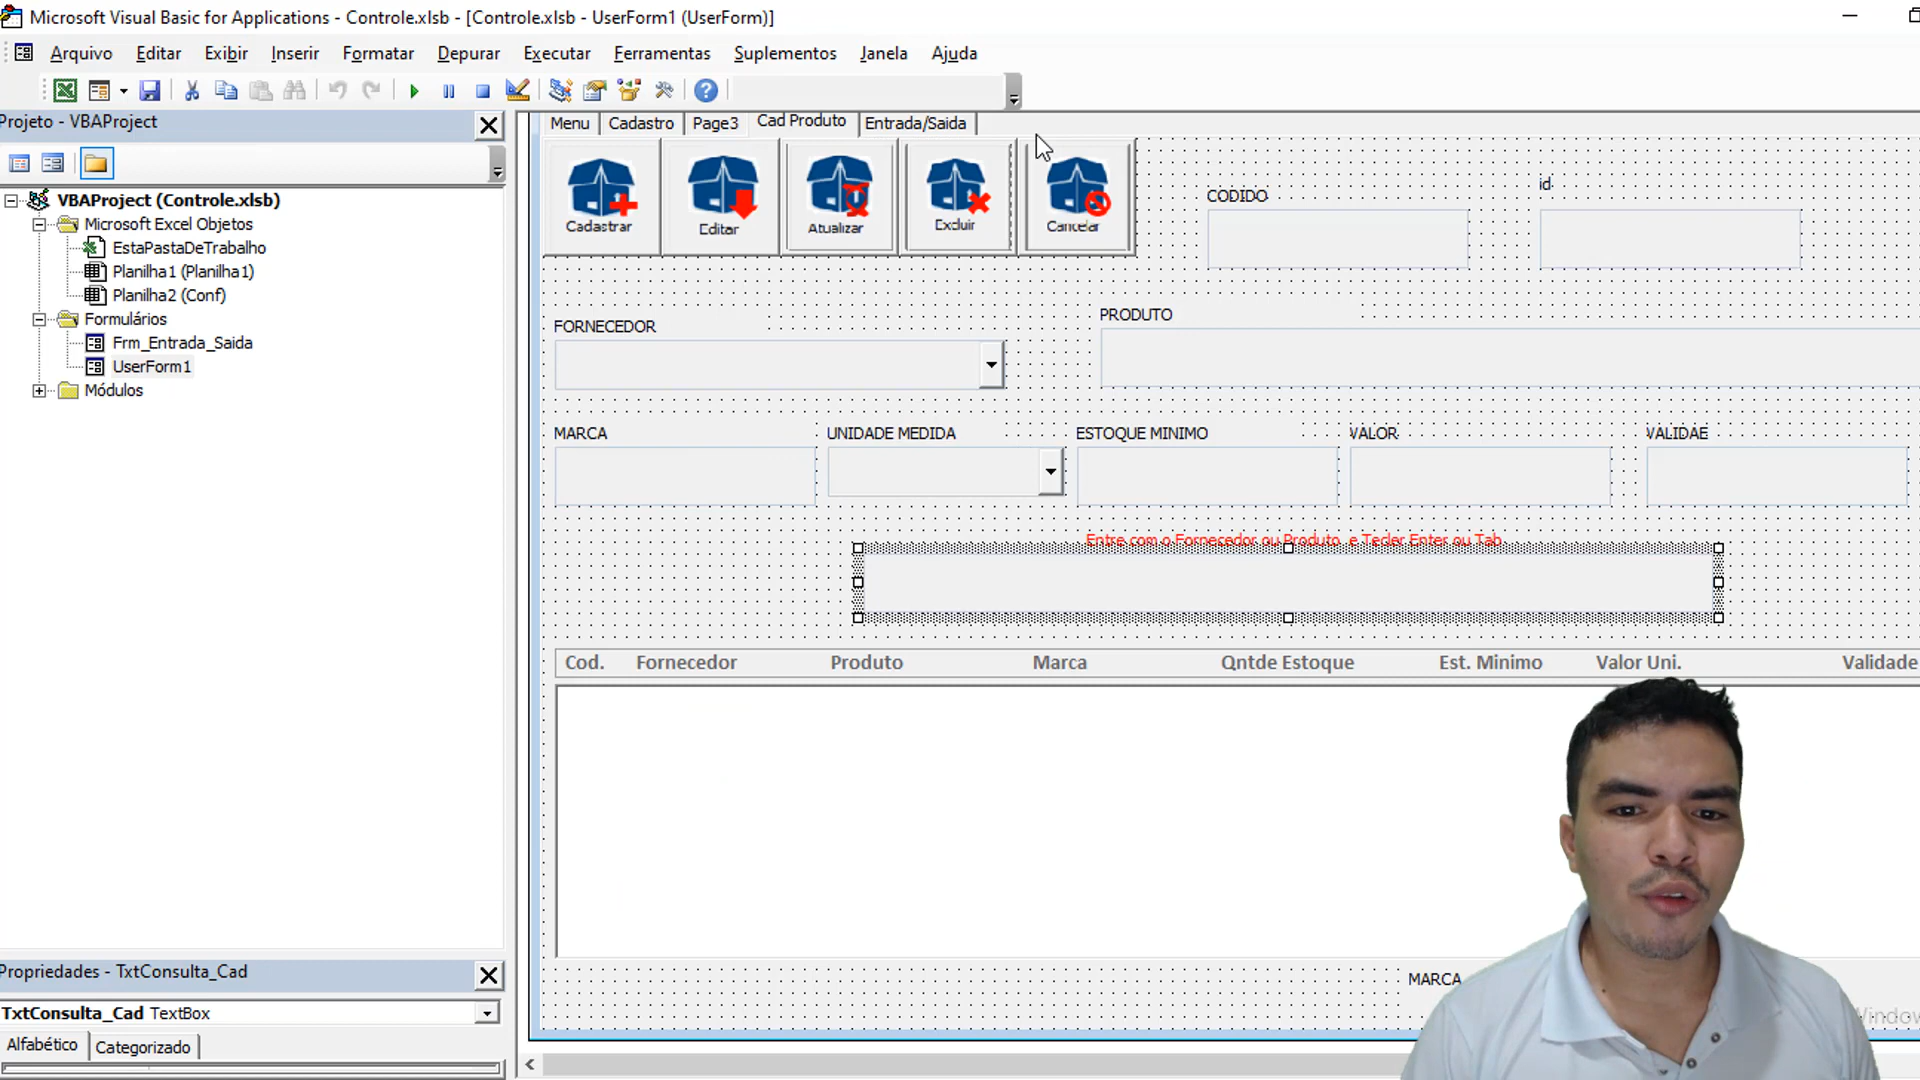 Microsoft Visual Basic for Applications - Controle.xlsb - [Controle.xlsb - UserForm1 (UserForm)]
Arquivo Editar Exibir Inserir Formatar Depurar Executar Ferramentas Suplementos Janela Ajuda
Projeto - VBAProject
VBAProject (Controle.xlsb)
Microsoft Excel Objetos
EstaPastaDeTrabalho
Planilha1 (Planilha1)
Planilha2 (Conf)
Formulários
Frm_Entrada_Saida
UserForm1
Módulos
Propriedades - TxtConsulta_Cad
TxtConsulta_Cad TextBox
Alfabético Categorizado
Menu Cadastro Page3 Cad Produto Entrada/Saida
Cadastrar Editar Atualizar Excluir Cancelar
CODIDO id
FORNECEDOR PRODUTO
MARCA UNIDADE MEDIDA ESTOQUE MINIMO VALOR VALIDAE
Entre com o Fornecedor ou Produto e Tecler Enter ou Tab
Cod. Fornecedor Produto Marca Qntde Estoque Est. Minimo Valor Uni. Validade
MARCA